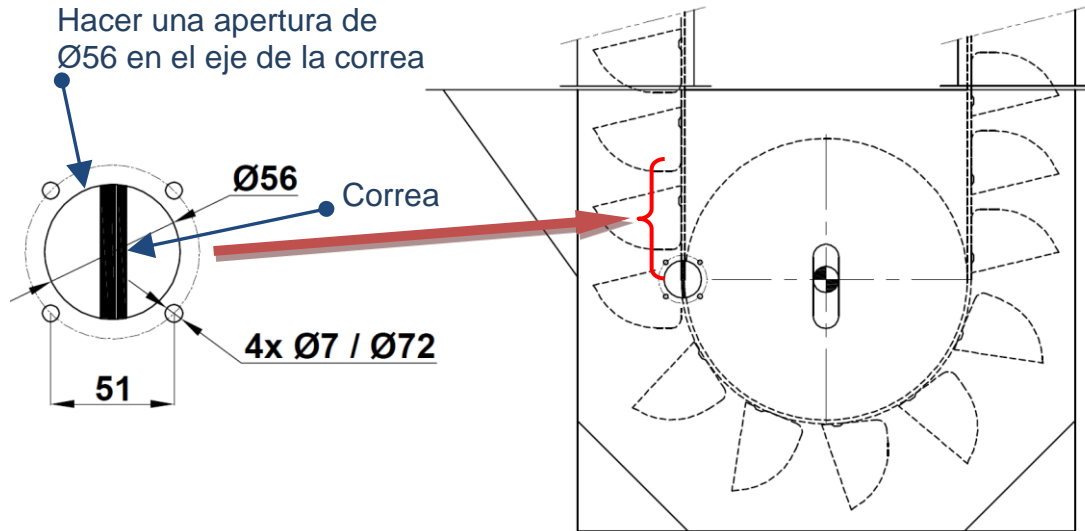 Hacer una apertura de
Ø56 en el eje de la correa
Ø56
Correa
4x Ø7 / Ø72
51